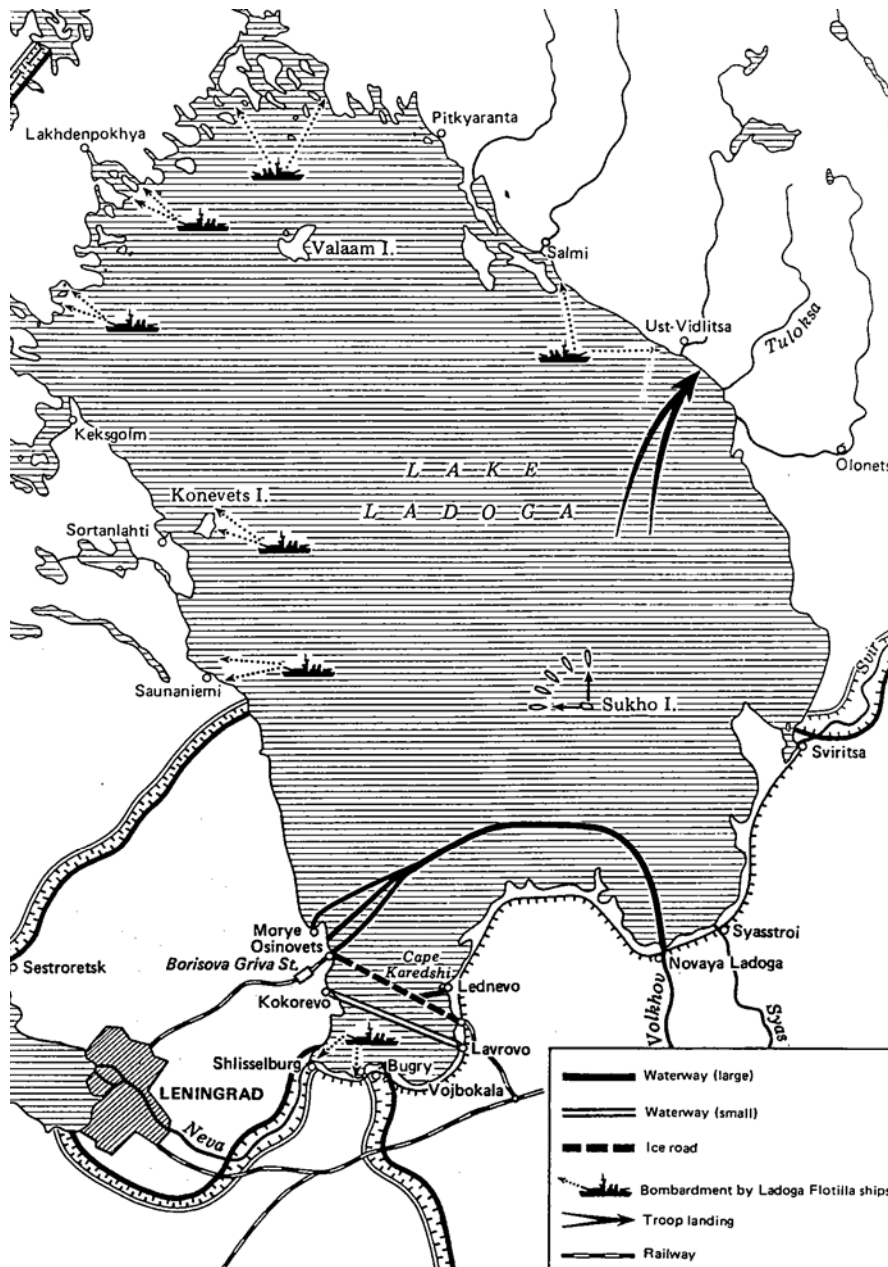 Pitkyaranta
Lakhdenpokhya
Valaam I.
Salmi
Ust-Vidlitsa
Tuloksa
Keksgolm
Olonets
LAKE
LADOGA
Konevets I.
Sortanlahti
Saunaniemi
Sukho I.
Svir
Sviritsa
Morye
Osinovets
Syasstroi
Sestroretsk
Borisova Griva St.
Cape
Karedshi
Novaya Ladoga
Lednevo
Kokorevo
Volkhov
Syas
Lavrovo
Shlisselburg
Bugry
Vojbokala
LENINGRAD
Neva
Waterway (large)
Waterway (small)
Ice road
Bombardment by Ladoga Flotilla ships
Troop landing
Railway